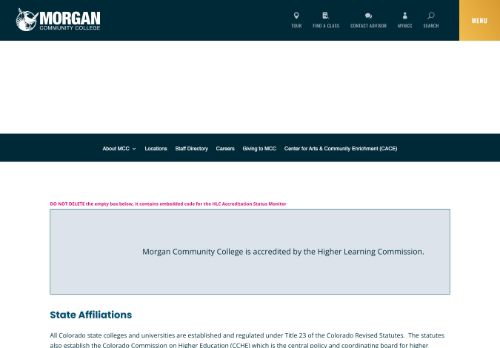 MORGAN
COMMUNITY COLLEGE
TOUR
FIND A CLASS
CONTACT ADVISOR
MYMCC
SEARCH
MENU
About MCC
Locations
Staff Directory
Careers
Giving to MCC
Center for Arts & Community Enrichment (CACE)
DO NOT DELETE the empty box below, it contains embedded code for the HLC Accreditation Status Monitor
Morgan Community College is accredited by the Higher Learning Commission.
State Affiliations
All Colorado state colleges and universities are established and regulated under Title 23 of the Colorado Revised Statutes. The statutes
also establish the Colorado Commission on Higher Education (CCHE) which is the central policy and coordinating board for higher